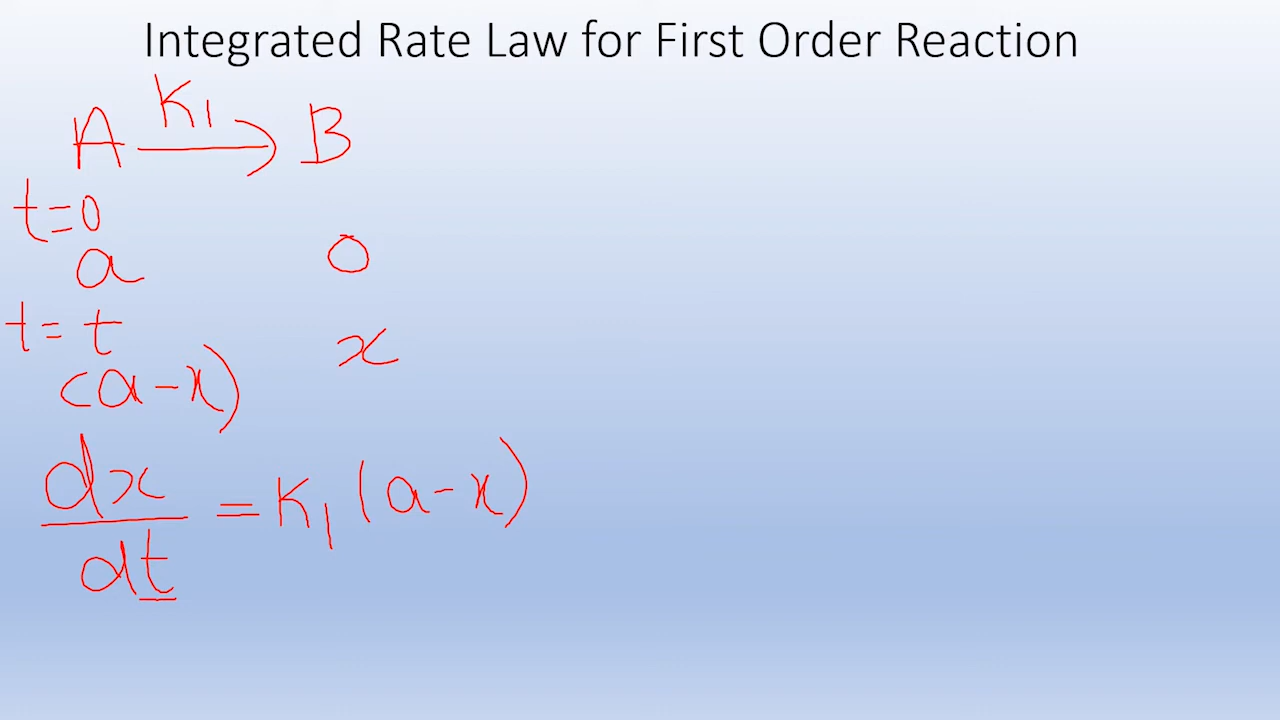 Integrated Rate Law for First Order Reaction
A K1 → B
t=0
a 0
t= t
x
(a-x)
dx/dt = K1 (a-x)